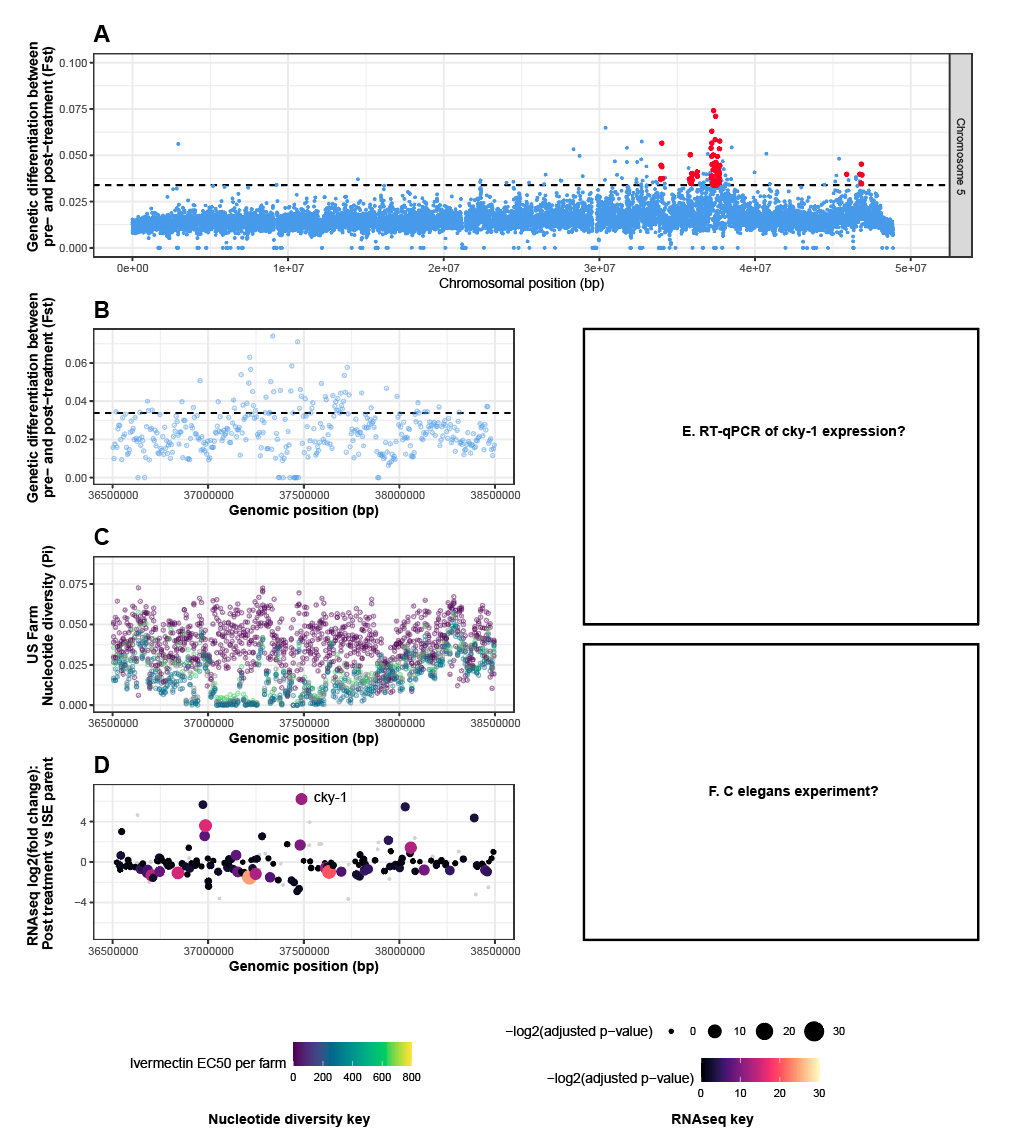 A
Genetic differentiation between
pre− and post−treatment (Fst)
0.100
0.075
0.050
0.025
0.000
0e+00
1e+07
2e+07
3e+07
4e+07
5e+07
Chromosomal position (bp)
Chromosome 5
B
Genetic differentiation between
pre− and post−treatment (Fst)
0.06
0.04
0.02
0.00
36500000
37000000
37500000
38000000
38500000
Genomic position (bp)
C
US Farm
Nucleotide diversity (Pi)
0.075
0.050
0.025
0.000
36500000
37000000
37500000
38000000
38500000
Genomic position (bp)
D
RNAseq log2(fold change):
Post treatment vs ISE parent
cky-1
4
0
−4
36500000
37000000
37500000
38000000
38500000
Genomic position (bp)
E. RT-qPCR of cky-1 expression?
F. C elegans experiment?
Ivermectin EC50 per farm
0
200
400
600
800
Nucleotide diversity key
−log2(adjusted p−value)
0
10
20
30
−log2(adjusted p−value)
0
10
20
30
RNAseq key